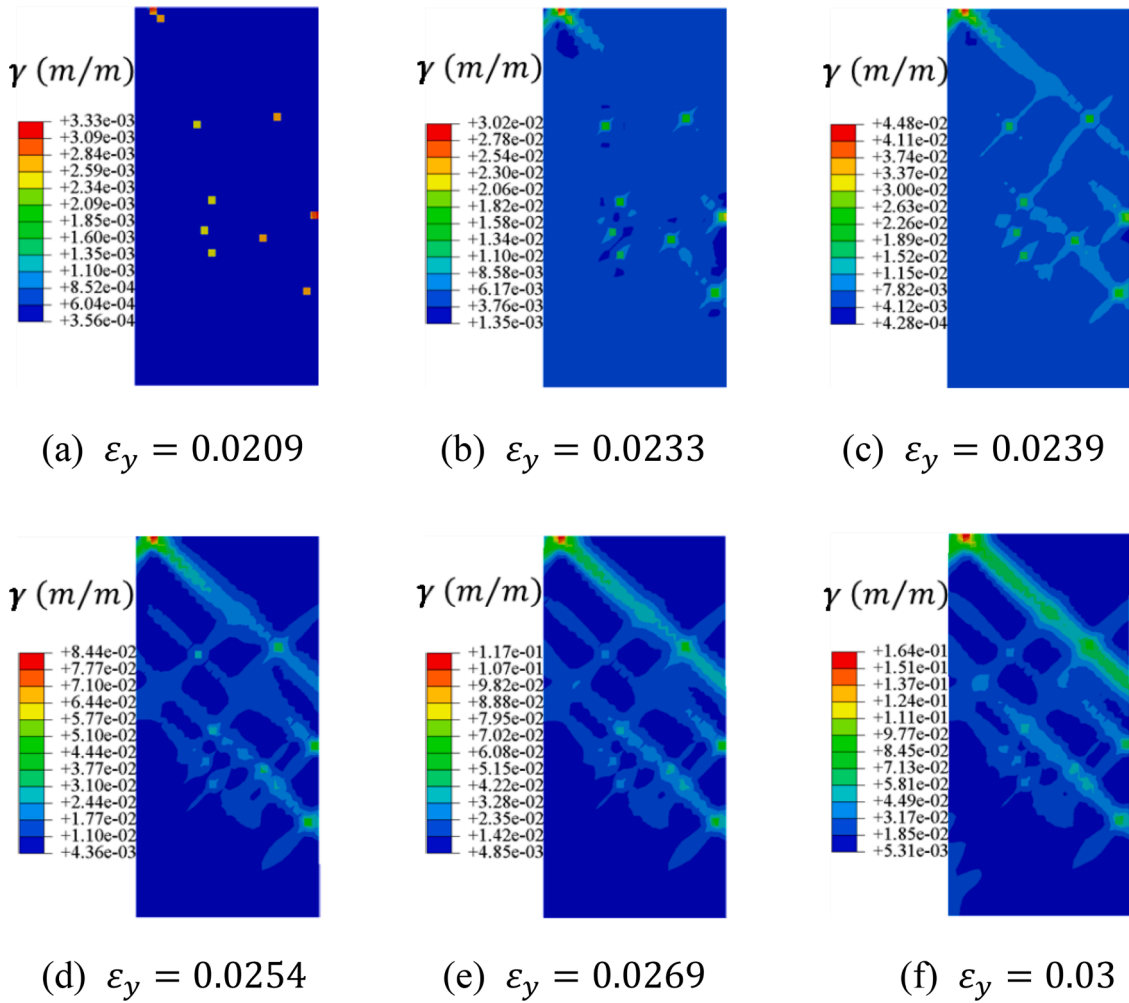 γ (m/m)
+3.33e-03
+3.09e-03
+2.84e-03
+2.59e-03
+2.34e-03
+2.09e-03
+1.85e-03
+1.60e-03
+1.35e-03
+1.10e-03
+8.52e-04
+6.04e-04
+3.56e-04
(a) ε_y = 0.0209
γ (m/m)
+3.02e-02
+2.78e-02
+2.54e-02
+2.30e-02
+2.06e-02
+1.82e-02
+1.58e-02
+1.34e-02
+1.10e-02
+8.58e-03
+6.17e-03
+3.76e-03
+1.35e-03
(b) ε_y = 0.0233
γ (m/m)
+4.48e-02
+4.11e-02
+3.74e-02
+3.37e-02
+3.00e-02
+2.63e-02
+2.26e-02
+1.89e-02
+1.52e-02
+1.15e-02
+7.82e-03
+4.12e-03
+4.28e-04
(c) ε_y = 0.0239
γ (m/m)
+8.44e-02
+7.77e-02
+7.10e-02
+6.44e-02
+5.77e-02
+5.10e-02
+4.44e-02
+3.77e-02
+3.10e-02
+2.44e-02
+1.77e-02
+1.10e-02
+4.36e-03
(d) ε_y = 0.0254
γ (m/m)
+1.17e-01
+1.07e-01
+9.82e-02
+8.88e-02
+7.95e-02
+7.02e-02
+6.08e-02
+5.15e-02
+4.22e-02
+3.28e-02
+2.35e-02
+1.42e-02
+4.85e-03
(e) ε_y = 0.0269
γ (m/m)
+1.64e-01
+1.51e-01
+1.37e-01
+1.24e-01
+1.11e-01
+9.77e-02
+8.45e-02
+7.13e-02
+5.81e-02
+4.49e-02
+3.17e-02
+1.85e-02
+5.31e-03
(f) ε_y = 0.03